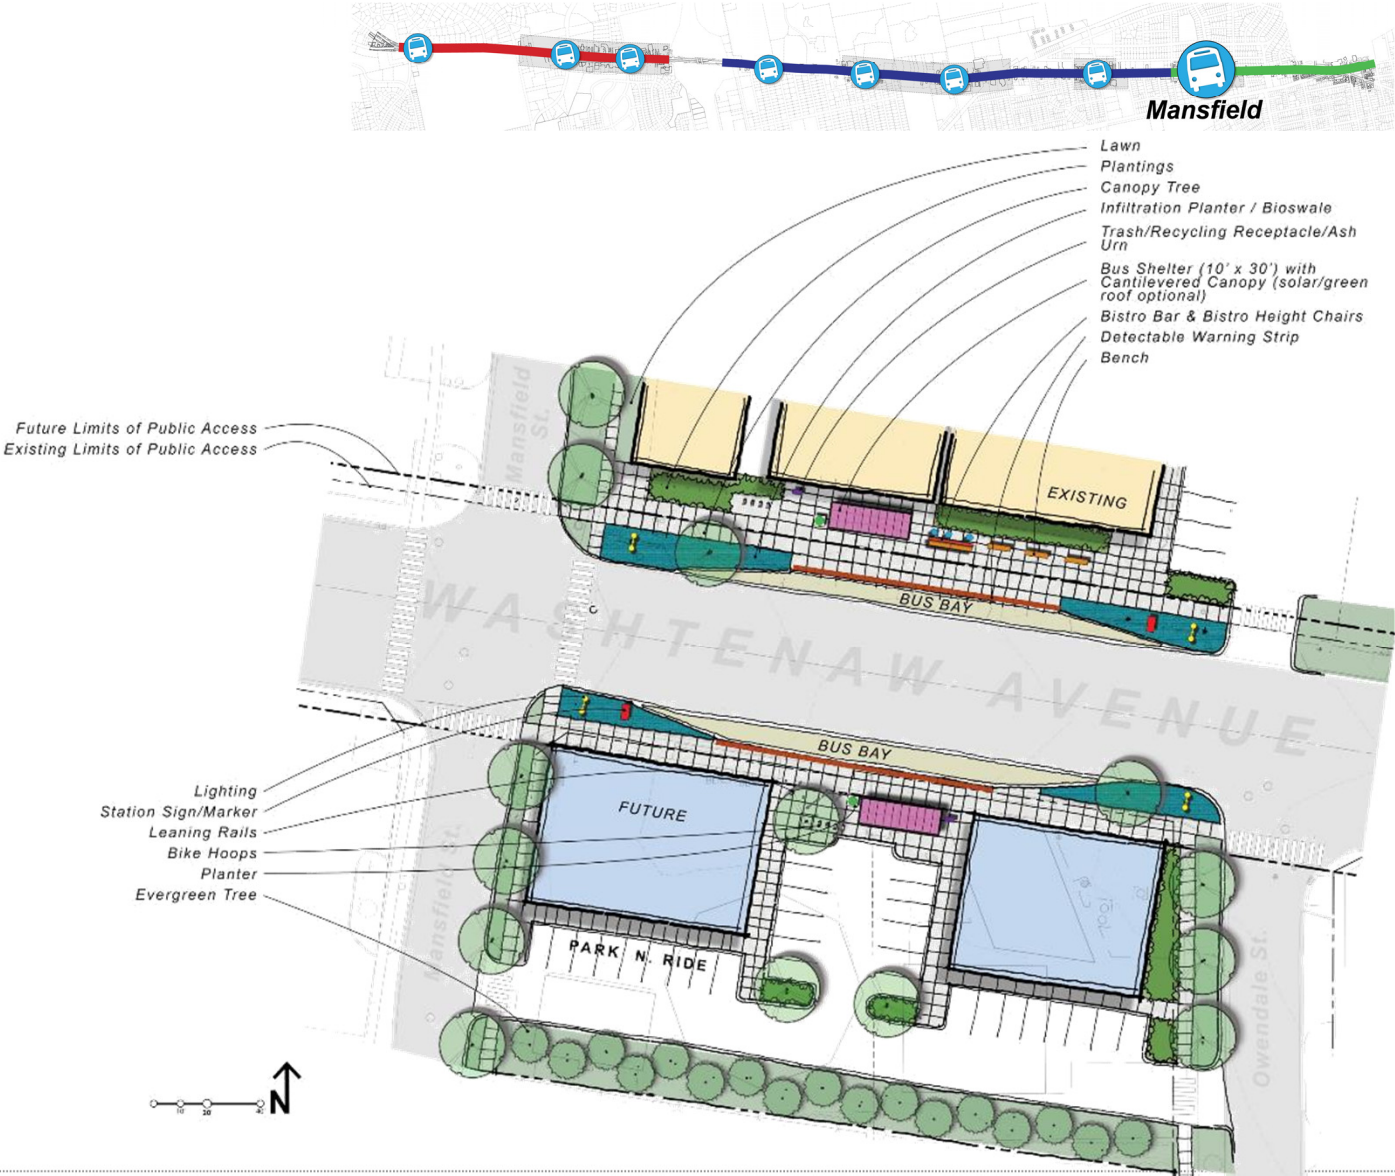 Mansfield
Lawn
Plantings
Canopy Tree
Infiltration Planter / Bioswale
Trash/Recycling Receptacle/Ash
Urn
Bus Shelter (10' x 30') with
Cantilevered Canopy (solar/green
roof optional)
Bistro Bar & Bistro Height Chairs
Detectable Warning Strip
Bench
Future Limits of Public Access
Existing Limits of Public Access
Mansfield
St.
EXISTING
BUS BAY
WASHTENAW AVENUE
BUS BAY
FUTURE
Lighting
Station Sign/Marker
Leaning Rails
Bike Hoops
Planter
Evergreen Tree
Mansfield St.
PARK N. RIDE
Owendale St.
N